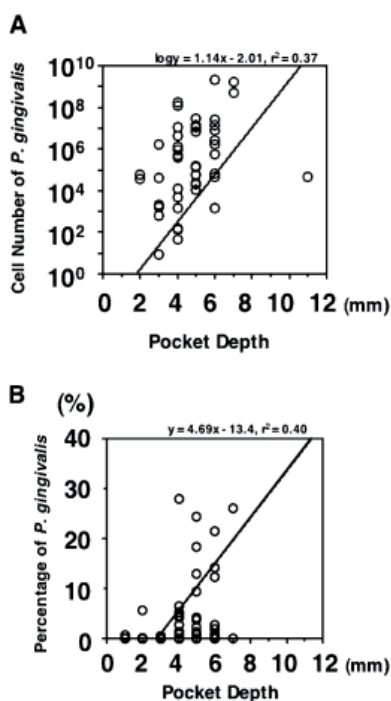 A
logy = 1.14x - 2.01, r² = 0.37
Cell Number of P. gingivalis
10¹⁰
10⁸
10⁶
10⁴
10²
10⁰
0 2 4 6 8 10 12 (mm)
Pocket Depth
B (%)
y = 4.69x - 13.4, r² = 0.40
Percentage of P. gingivalis
40
30
20
10
0
0 2 4 6 8 10 12 (mm)
Pocket Depth